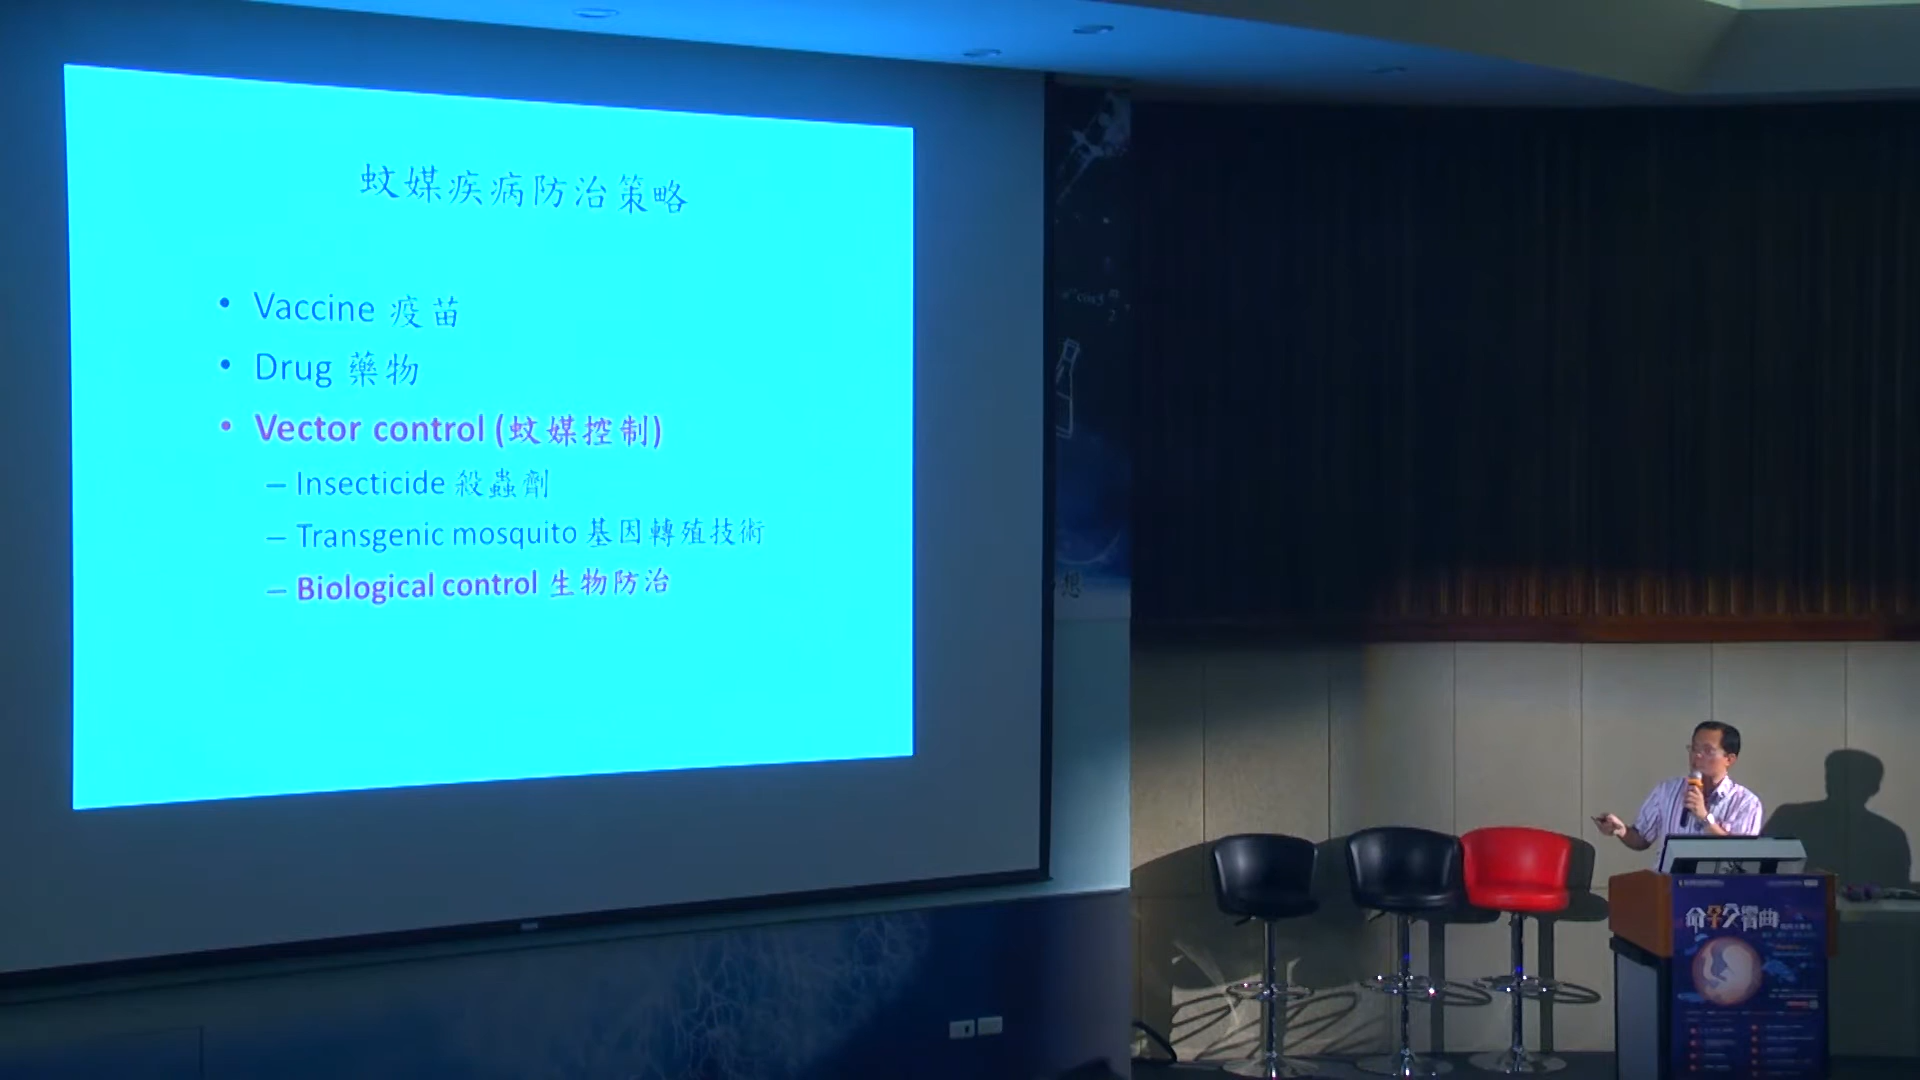 蚊媒疾病防治策略
• Vaccine 疫苗
• Drug 藥物
• Vector control (蚊媒控制)
– Insecticide 殺蟲劑
– Transgenic mosquito 基因轉殖技術
– Biological control 生物防治
想